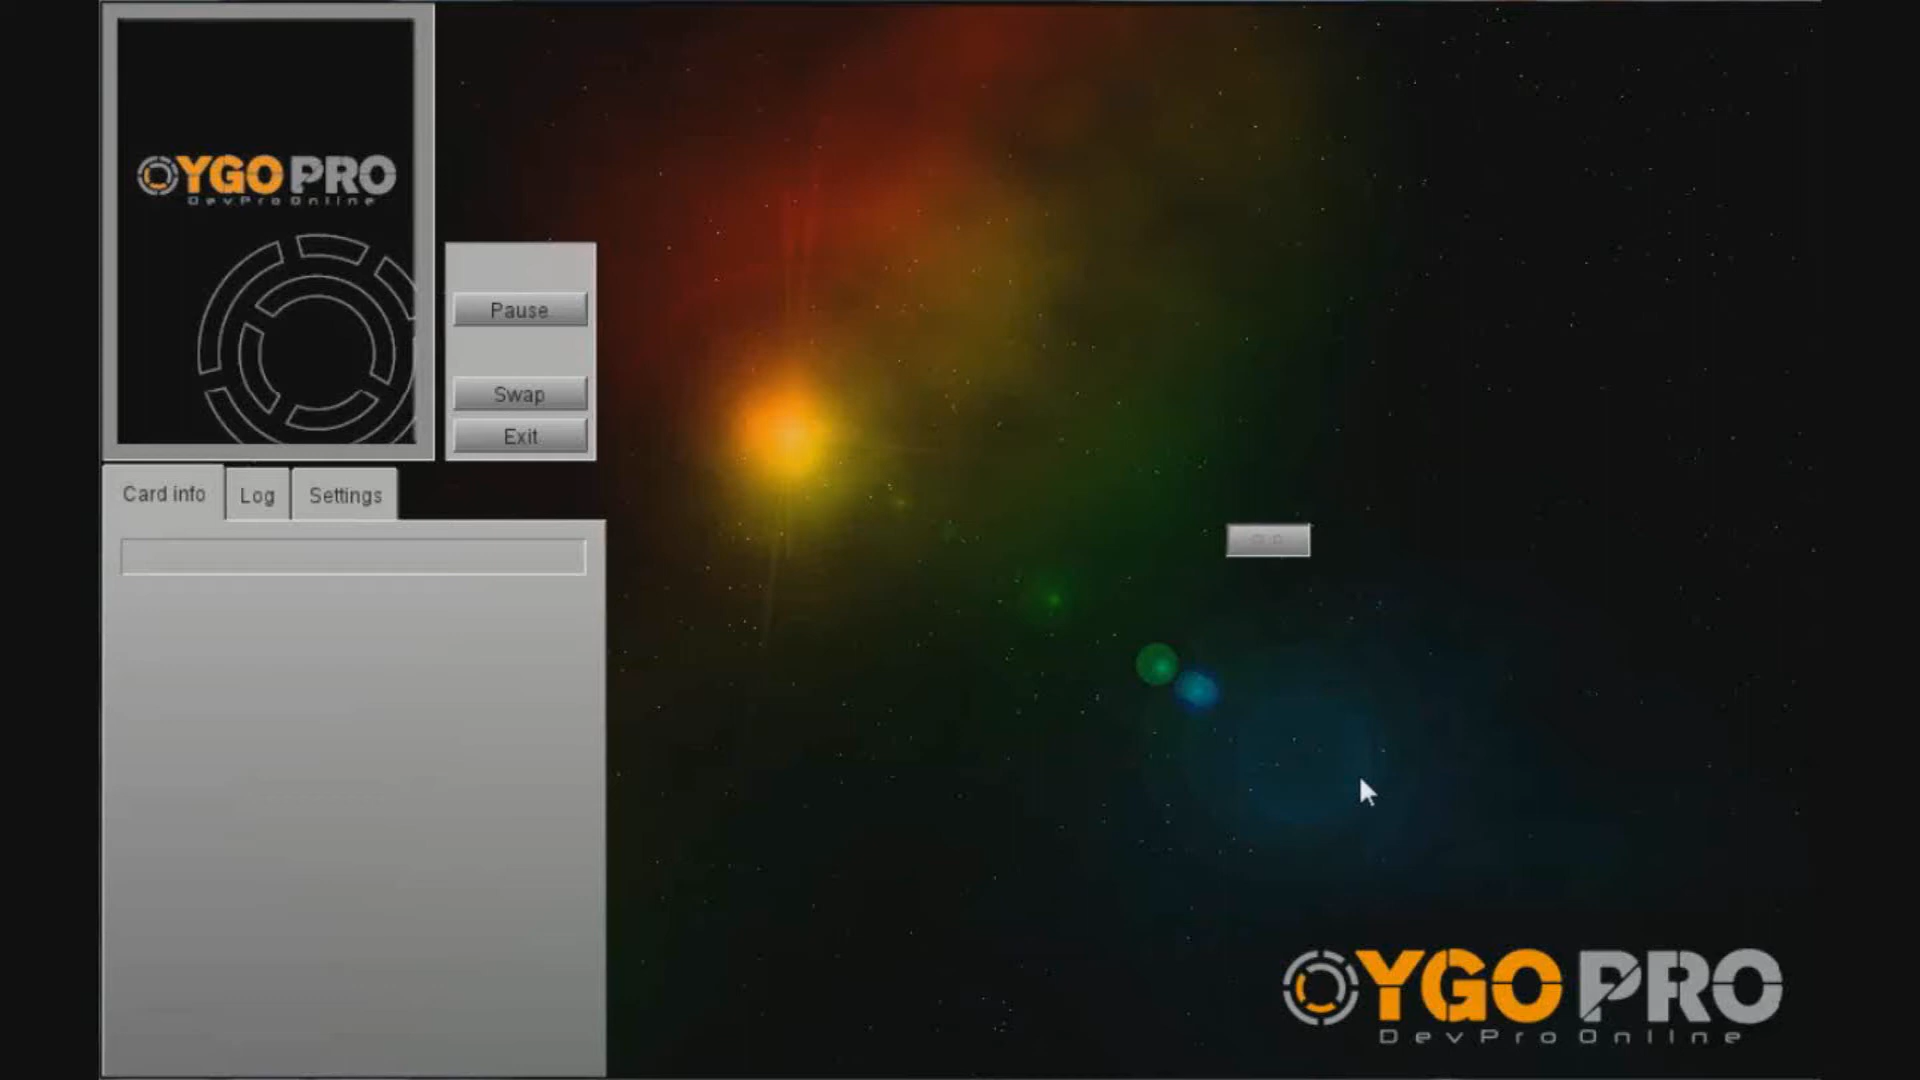 YGO PRO
DevProOnline
Pause
Swap
Exit
Card info
Log
Settings
YGO PRO
DevProOnline